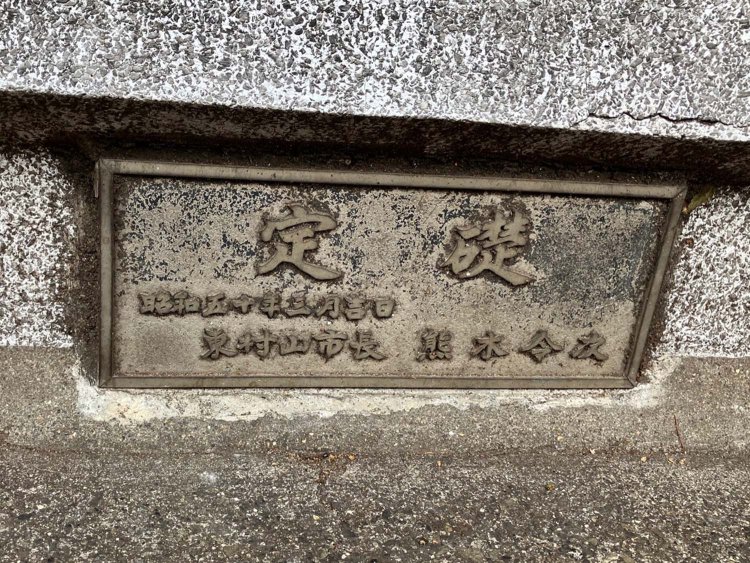 定礎
昭和五十年三月吉日
東村山市長 熊木令次